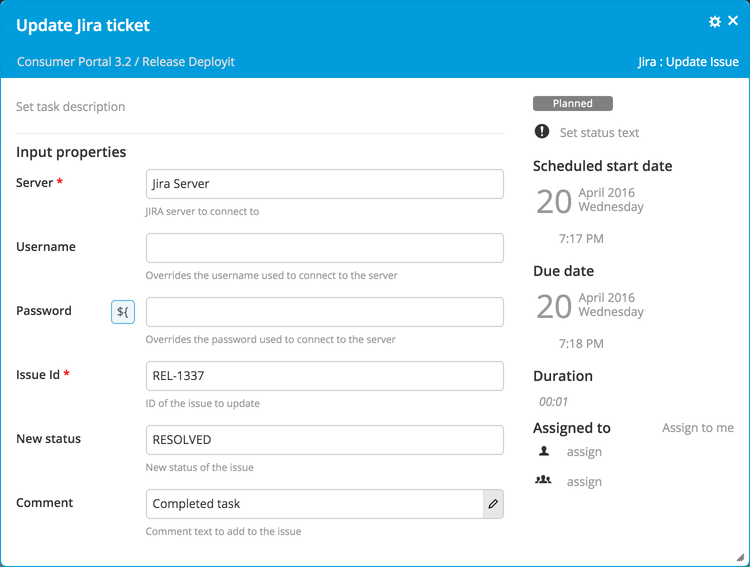 Update Jira ticket
Consumer Portal 3.2 / Release Deployit
Jira : Update Issue
Set task description
Input properties
Server *
Jira Server
JIRA server to connect to
Username
Overrides the username used to connect to the server
Password
${
Overrides the password used to connect to the server
Issue Id *
REL-1337
ID of the issue to update
New status
RESOLVED
New status of the issue
Comment
Completed task
Comment text to add to the issue
Planned
Set status text
Scheduled start date
20
April 2016
Wednesday
7:17 PM
Due date
20
April 2016
Wednesday
7:18 PM
Duration
00:01
Assigned to
Assign to me
assign
assign